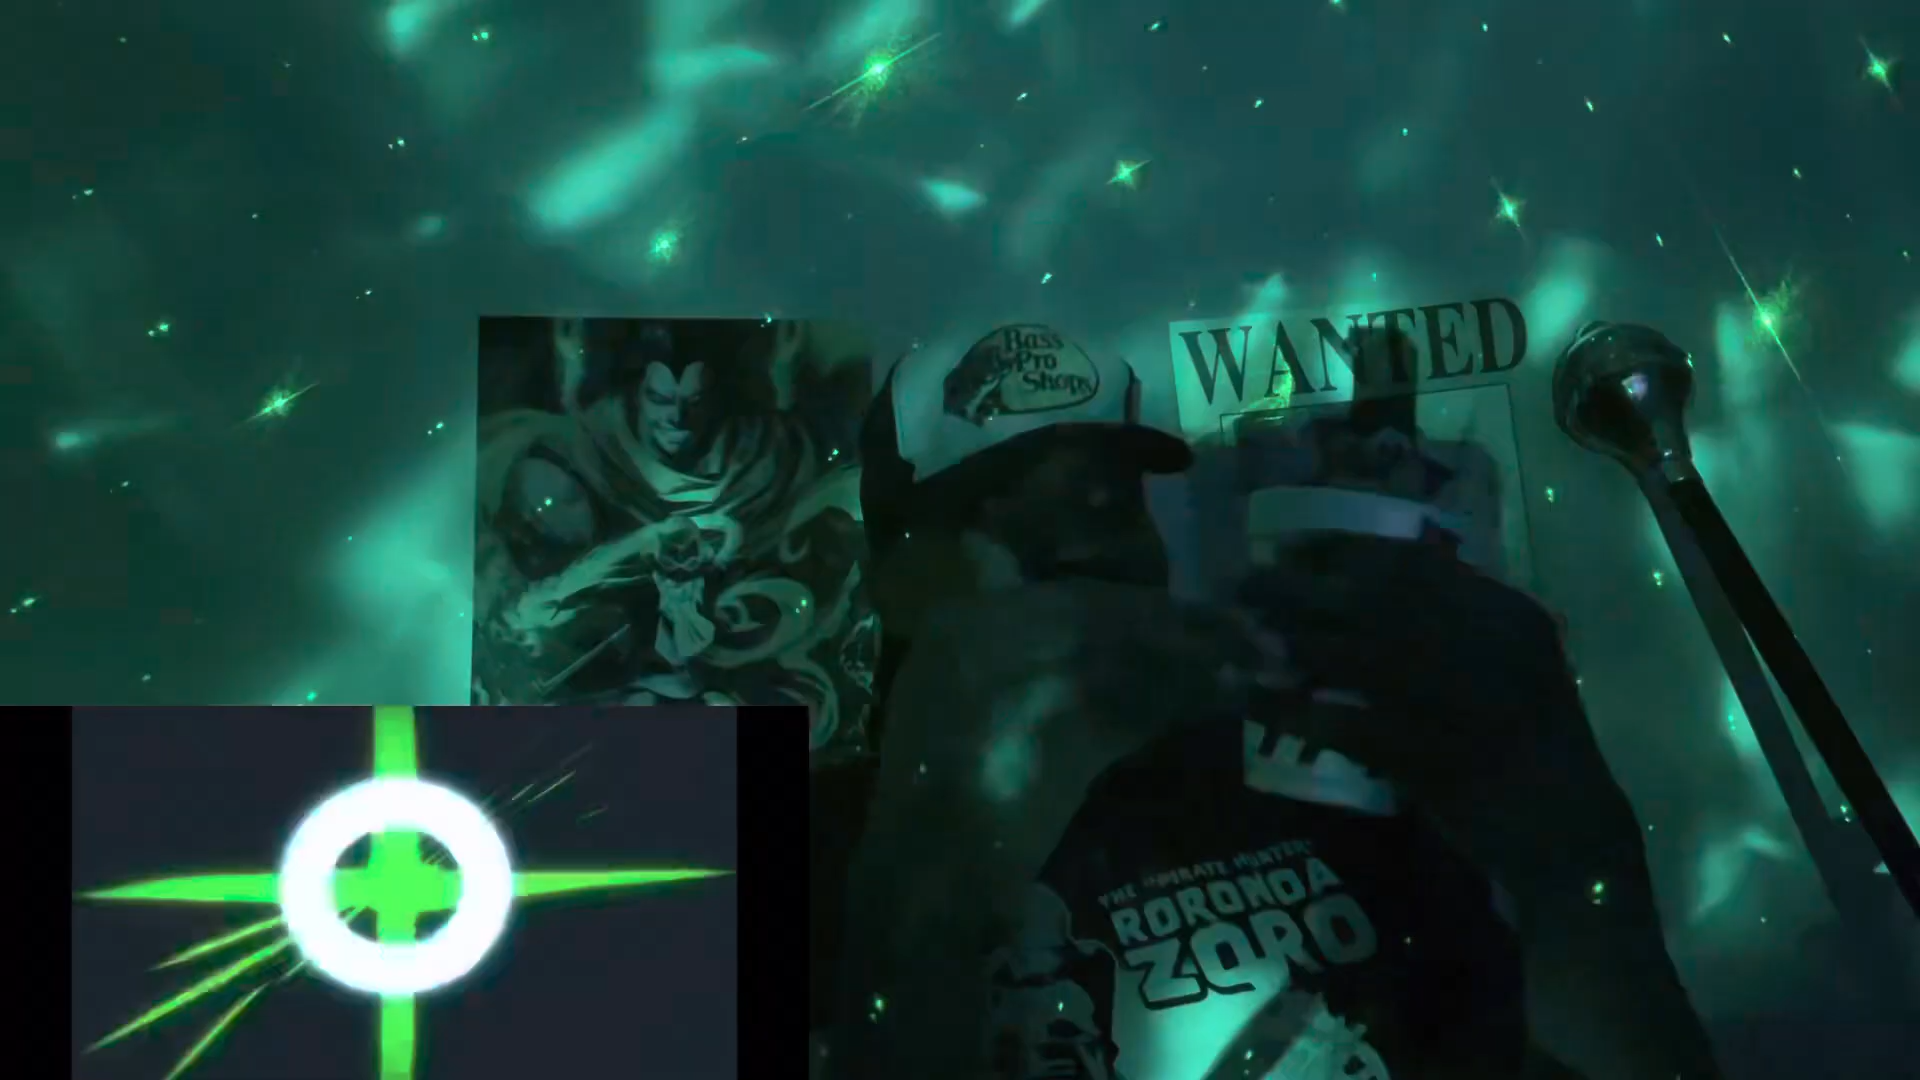 Bass
Pro
Shops
WANTED
THE "PIRATE HUNTER"
RORONOA
ZORO